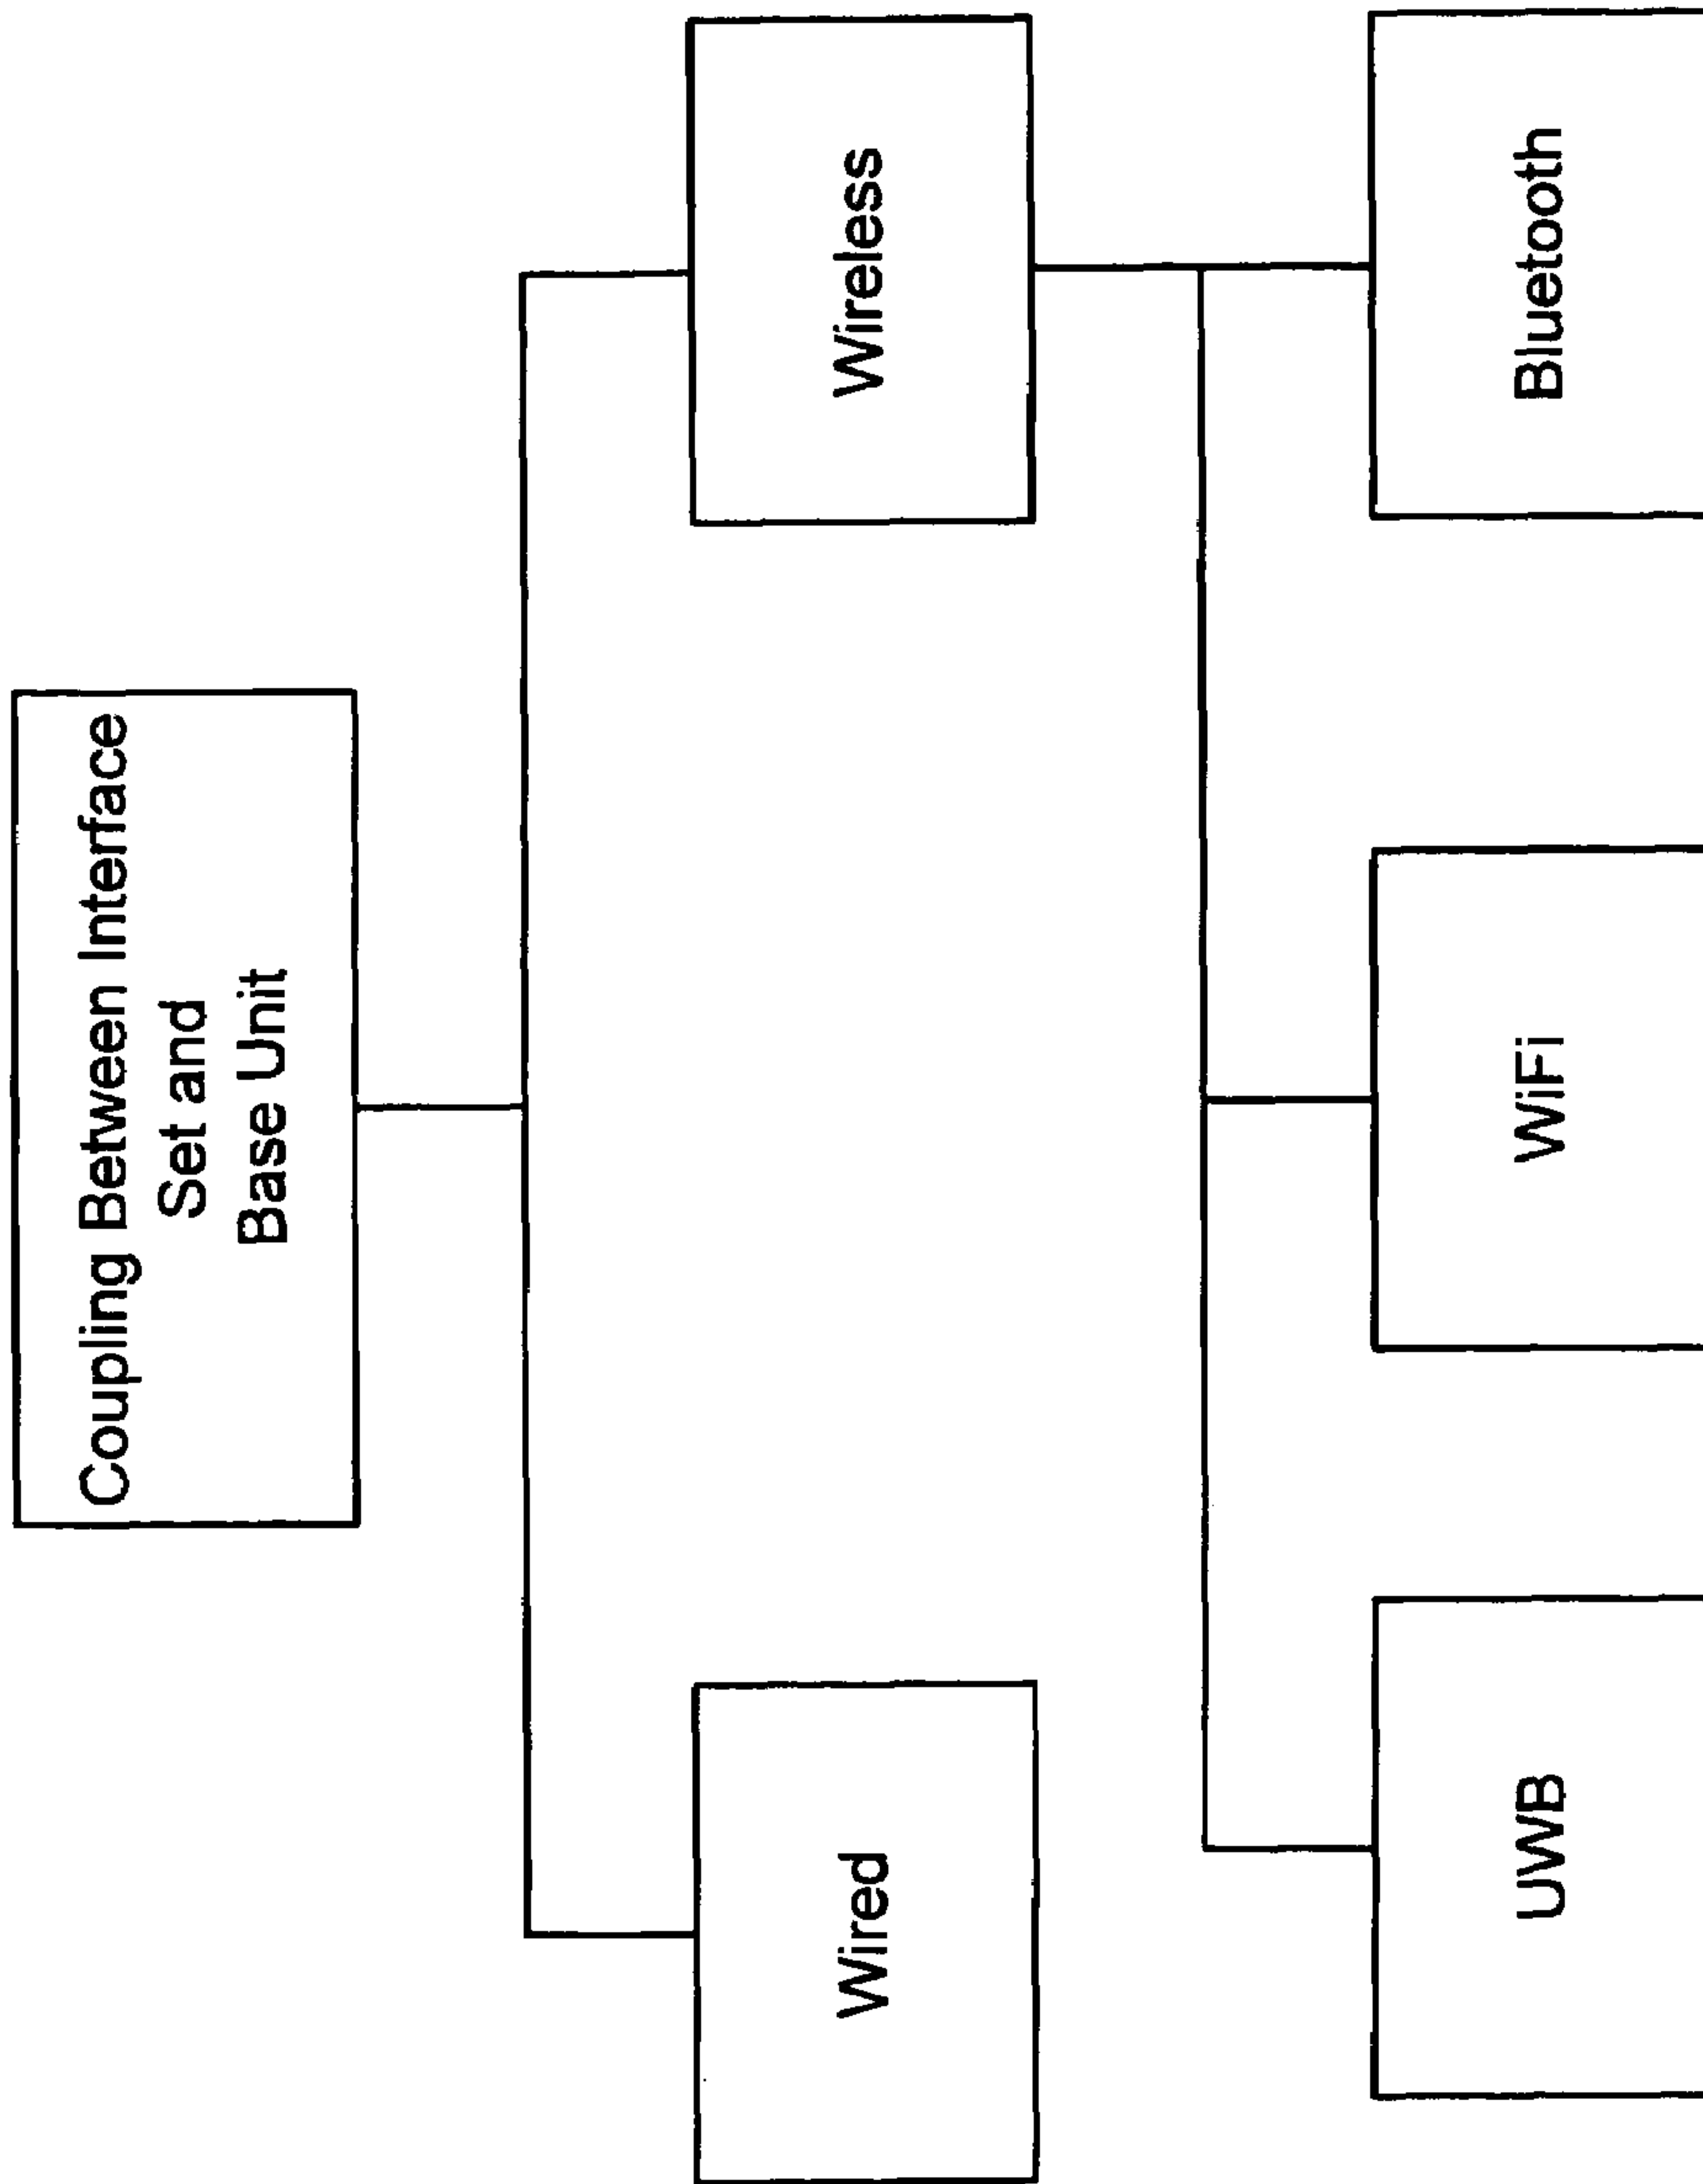 Coupling Between Interface
Set and
Base Unit
Wired
Wireless
UWB
WiFi
Bluetooth